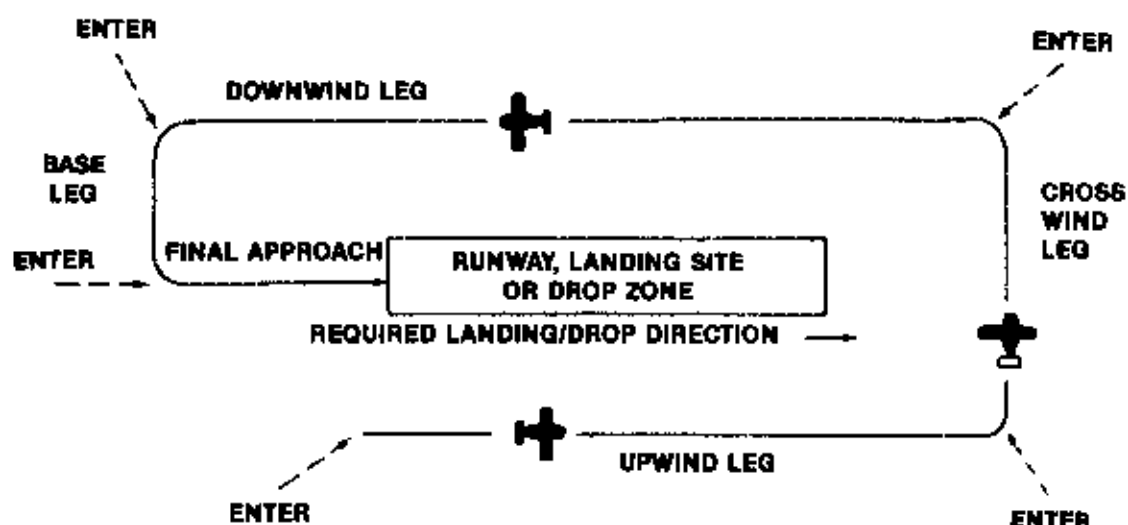 ENTER
ENTER
DOWNWIND LEG
BASE
LEG
CROSS
WIND
LEG
ENTER
FINAL APPROACH
RUNWAY, LANDING SITE
OR DROP ZONE
REQUIRED LANDING/DROP DIRECTION
UPWIND LEG
ENTER
ENTER